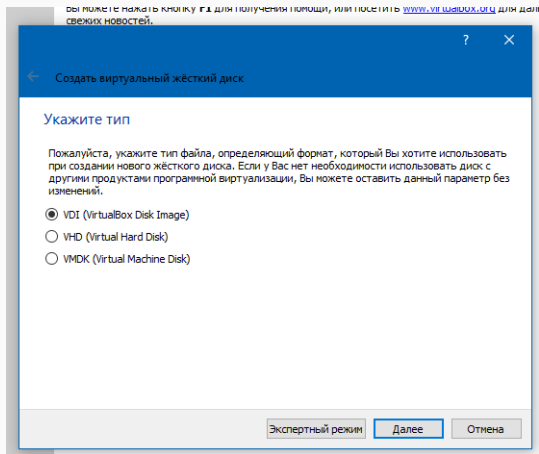 Вы можете нажать кнопку F1 для получения помощи, или посетить www.virtualbox.org для
свежих новостей.
?
Создать виртуальный жёсткий диск
Укажите тип
Пожалуйста, укажите тип файла, определяющий формат, который Вы хотите использовать
при создании нового жёсткого диска. Если у Вас нет необходимости использовать диск с
другими продуктами программной виртуализации, Вы можете оставить данный параметр без
изменений.
VDI (VirtualBox Disk Image)
VHD (Virtual Hard Disk)
VMDK (Virtual Machine Disk)
Экспертный режим Далее Отмена